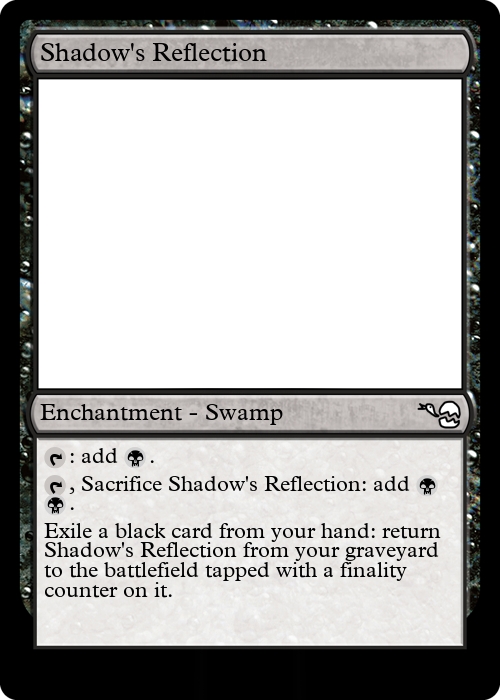 Shadow's Reflection
Enchantment - Swamp
: add .
, Sacrifice Shadow's Reflection: add
.
Exile a black card from your hand: return
Shadow's Reflection from your graveyard
to the battlefield tapped with a finality
counter on it.